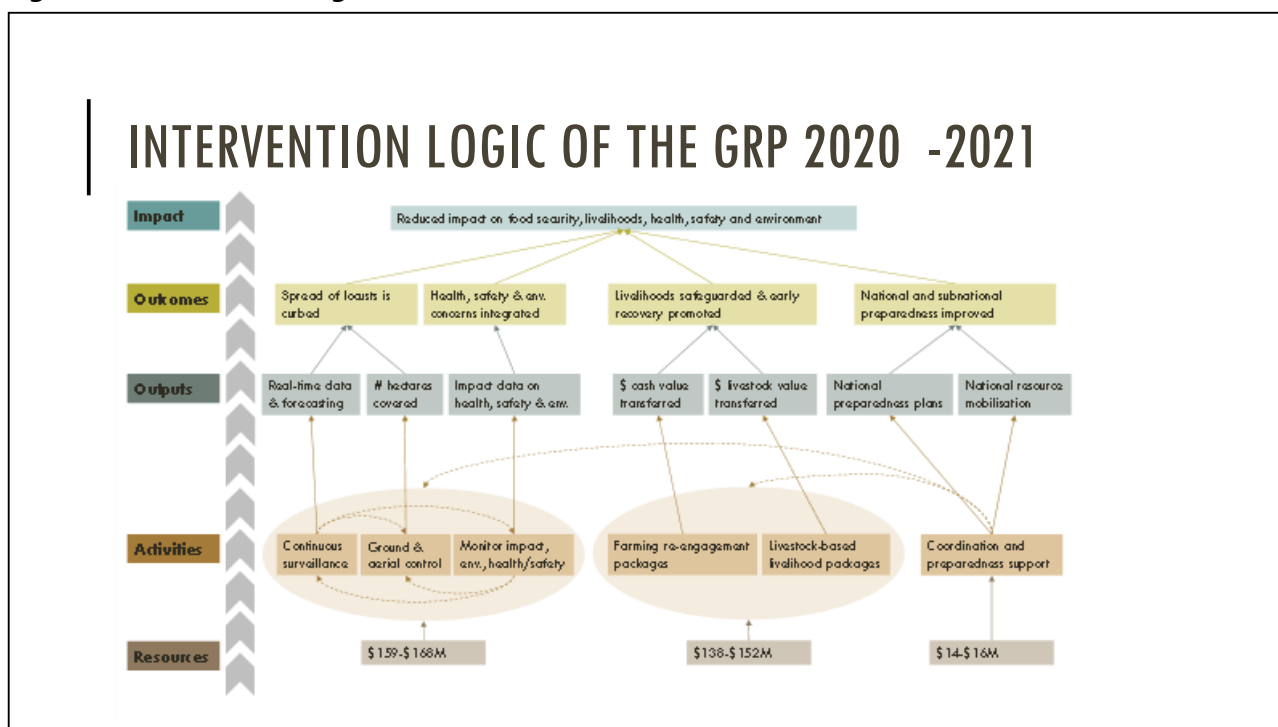 INTERVENTION LOGIC OF THE GRP 2020 -2021
Impact
Reduced impact on food security, livelihoods, health, safety and environment
Outcomes
Spread of locusts is
curbed
Health, safety & env.
concerns integrated
Livelihoods safeguarded & early
recovery promoted
National and subnational
preparedness improved
Outputs
Real-time data
& forecasting
# hectares
covered
Impact data on
health, safety & env.
$ cash value
transferred
$ livestock value
transferred
National
preparedness plans
National resource
mobilisation
Activities
Continuous
surveillance
Ground &
aerial control
Monitor impact,
env., health/safety
Farming re-engagement
packages
Livestock-based
livelihood packages
Coordination and
preparedness support
Resources
$159-$168M
$138-$152M
$14-$16M